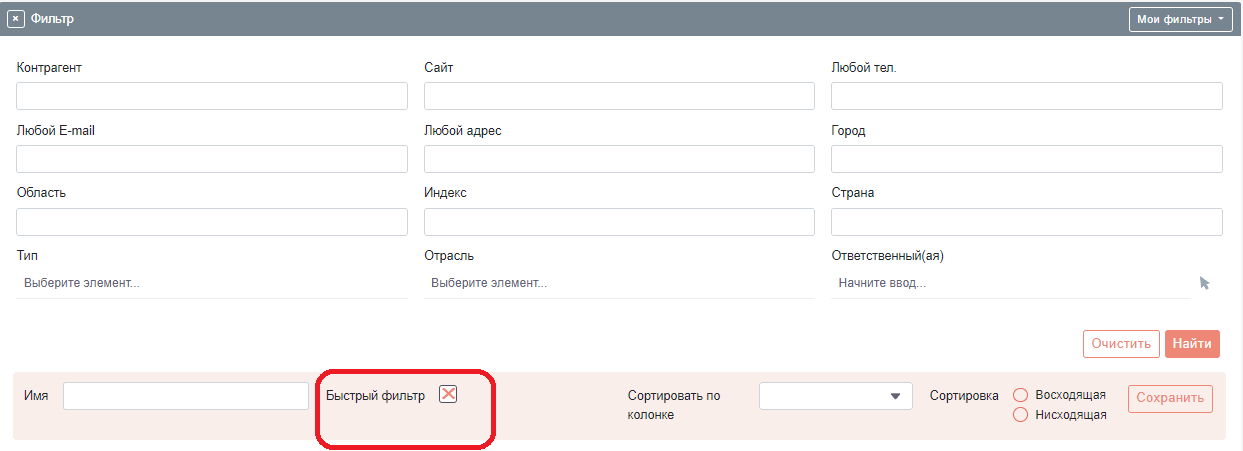 Фильтр
Мои фильтры
Контрагент
Сайт
Любой тел.
Любой E-mail
Любой адрес
Город
Область
Индекс
Страна
Тип
Отрасль
Ответственный(ая)
Выберите элемент...
Выберите элемент...
Начните ввод...
Очистить
Найти
Имя
Быстрый фильтр
Сортировать по
колонке
Сортировка
Восходящая
Нисходящая
Сохранить